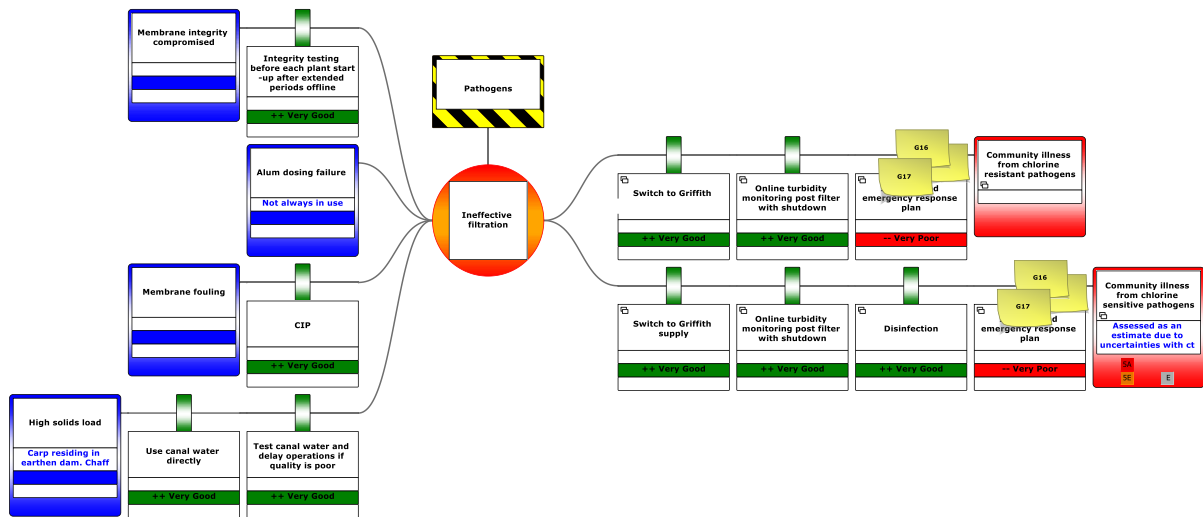 Membrane integrity
compromised
Integrity testing
before each plant start
-up after extended
periods offline
++ Very Good
Pathogens
Alum dosing failure
Not always in use
Ineffective
filtration
Membrane fouling
CIP
++ Very Good
High solids load
Carp residing in
earthen dam. Chaff
Use canal water
directly
++ Very Good
Test canal water and
delay operations if
quality is poor
++ Very Good
Switch to Griffith
++ Very Good
Online turbidity
monitoring post filter
with shutdown
++ Very Good
G16
G17
emergency response
plan
-- Very Poor
Community illness
from chlorine
resistant pathogens
Switch to Griffith
supply
++ Very Good
Online turbidity
monitoring post filter
with shutdown
++ Very Good
Disinfection
++ Very Good
G16
G17
emergency response
plan
-- Very Poor
Community illness
from chlorine
sensitive pathogens
Assessed as an
estimate due to
uncertainties with ct
SA
SE
E